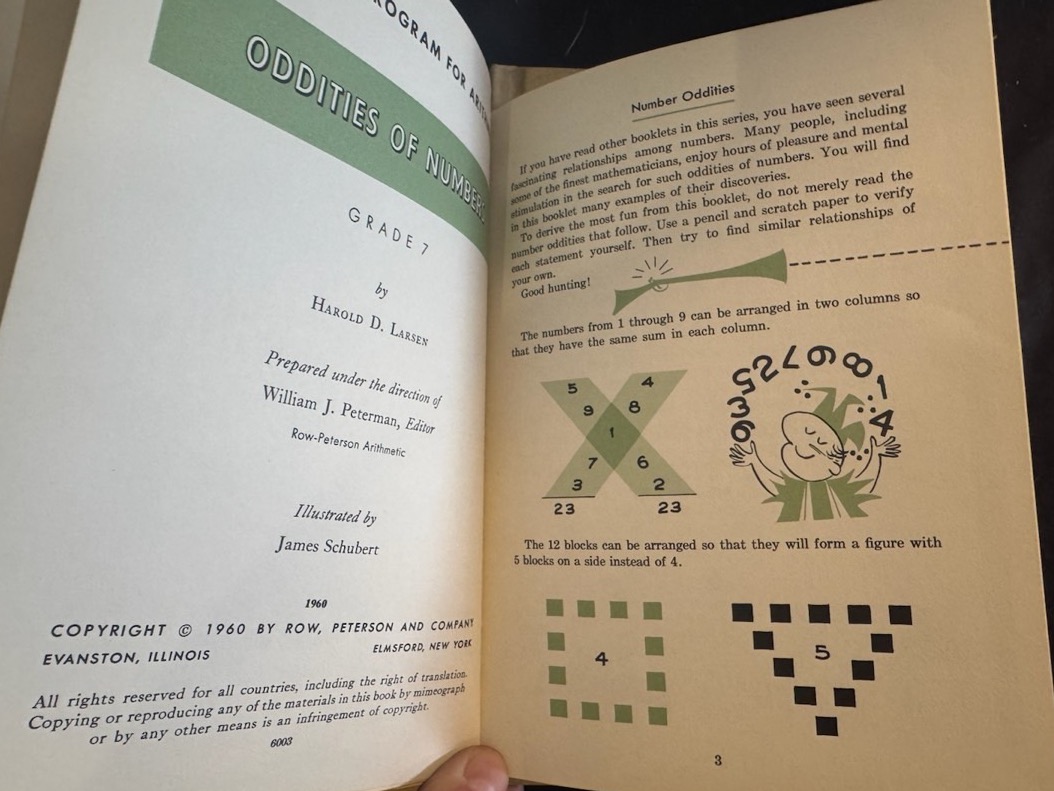 PROGRAM FOR
ODDITIES OF NUMBERS
GRADE 7
by
HAROLD D. LARSEN
Prepared under the direction of
William J. Peterman, Editor
Row-Peterson Arithmetic
Illustrated by
James Schubert
1960
COPYRIGHT © 1960 BY ROW, PETERSON AND COMPANY
EVANSTON, ILLINOIS ELMSFORD, NEW YORK
All rights reserved for all countries, including the right of translation.
Copying or reproducing any of the materials in this book by mimeograph
or by any other means is an infringement of copyright.
6003
Number Oddities
If you have read other booklets in this series, you have seen several
fascinating relationships among numbers. Many people, including
some of the finest mathematicians, enjoy hours of pleasure and mental
stimulation in the search for such oddities of numbers. You will find
in this booklet many examples of their discoveries.
To derive the most fun from this booklet, do not merely read the
number oddities that follow. Use a pencil and scratch paper to verify
each statement yourself. Then try to find similar relationships of
your own.
Good hunting!
The numbers from 1 through 9 can be arranged in two columns so
that they have the same sum in each column.
5 4
9 8
1
7 6
3 2
23 23
6 3 5 2 7 9 8 1 4
The 12 blocks can be arranged so that they will form a figure with
5 blocks on a side instead of 4.
4 5
3